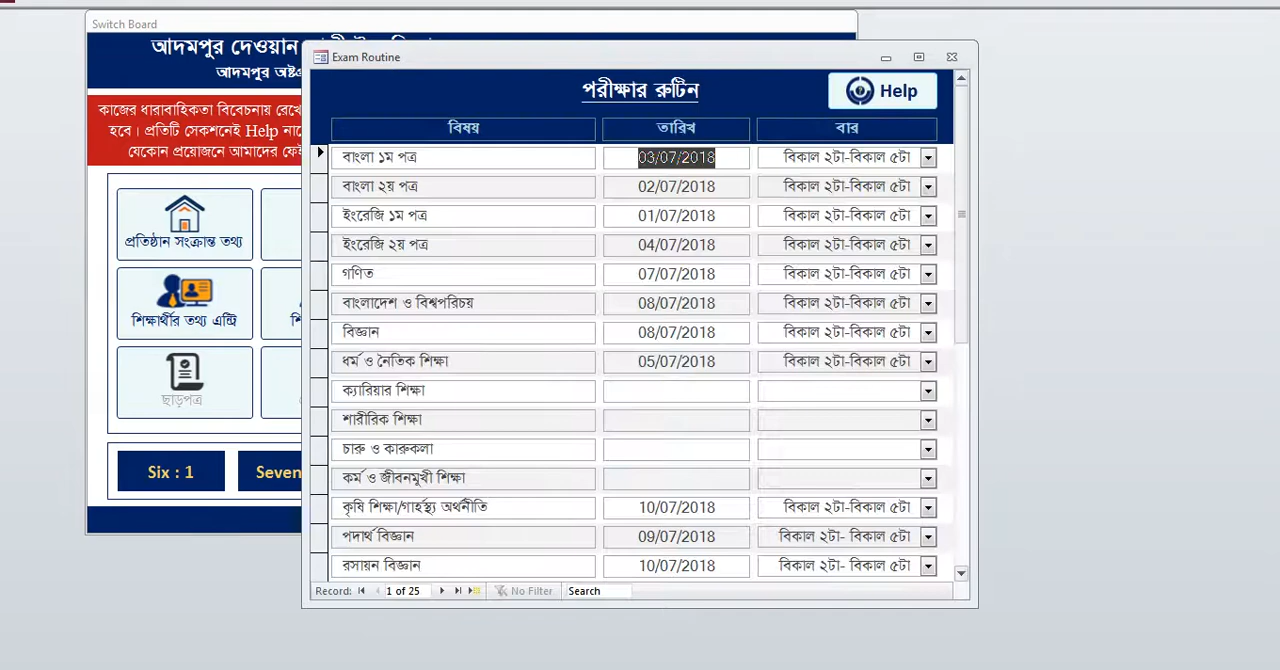 Switch Board
আদমপুর দেওয়ান
আদমপুর অষ্টগ্র
কাজের ধারাবাহিকতা বিবেচনায় রেখে
হবে। প্রতিটি সেকশনেই Help নামে
যেকোন প্রয়োজনে আমাদের ফেই
প্রতিষ্ঠান সংক্রান্ত তথ্য
শিক্ষার্থীর তথ্য এন্ট্রি
শি
ছাড়পত্র
Six : 1
Seven
Exam Routine
পরীক্ষার রুটিন
Help
বিষয় তারিখ বার
বাংলা ১ম পত্র 03/07/2018 বিকাল ২টা-বিকাল ৫টা
বাংলা ২য় পত্র 02/07/2018 বিকাল ২টা-বিকাল ৫টা
ইংরেজি ১ম পত্র 01/07/2018 বিকাল ২টা-বিকাল ৫টা
ইংরেজি ২য় পত্র 04/07/2018 বিকাল ২টা-বিকাল ৫টা
গণিত 07/07/2018 বিকাল ২টা-বিকাল ৫টা
বাংলাদেশ ও বিশ্বপরিচয় 08/07/2018 বিকাল ২টা-বিকাল ৫টা
বিজ্ঞান 08/07/2018 বিকাল ২টা-বিকাল ৫টা
ধর্ম ও নৈতিক শিক্ষা 05/07/2018 বিকাল ২টা-বিকাল ৫টা
ক্যারিয়ার শিক্ষা
শারীরিক শিক্ষা
চারু ও কারুকলা
কর্ম ও জীবনমুখী শিক্ষা
কৃষি শিক্ষা/গার্হস্থ্য অর্থনীতি 10/07/2018 বিকাল ২টা-বিকাল ৫টা
পদার্থ বিজ্ঞান 09/07/2018 বিকাল ২টা- বিকাল ৫টা
রসায়ন বিজ্ঞান 10/07/2018 বিকাল ২টা- বিকাল ৫টা
Record: 1 of 25 No Filter Search